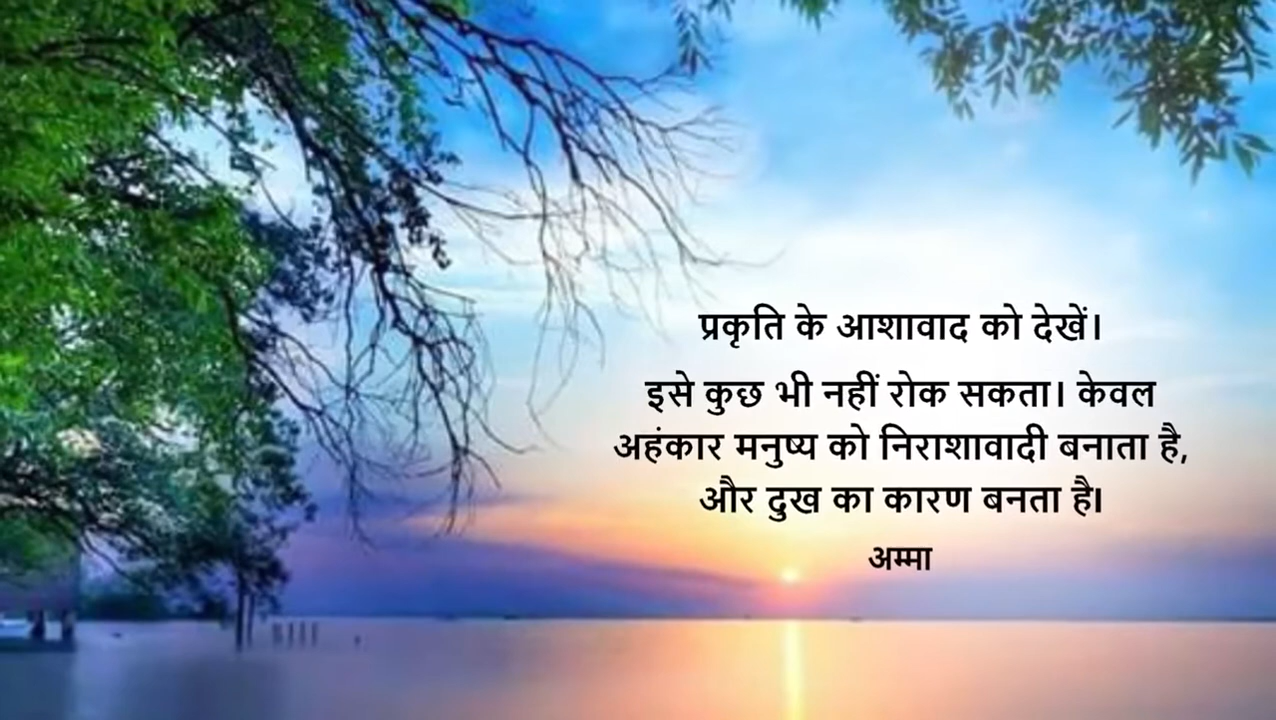 प्रकृति के आशावाद को देखें।
इसे कुछ भी नहीं रोक सकता। केवल
अहंकार मनुष्य को निराशावादी बनाता है,
और दुख का कारण बनता है।
अम्मा